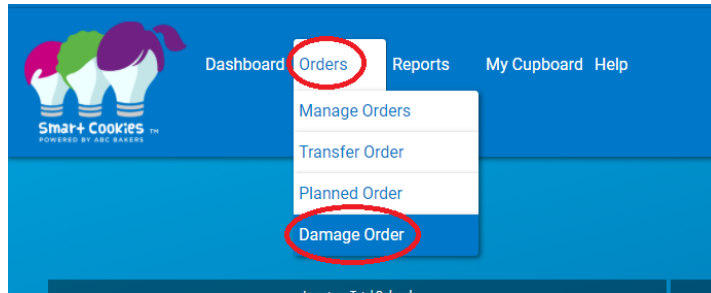 Dashboard Orders Reports My Cupboard Help
Manage Orders
Transfer Order
Planned Order
Damage Order
Smart Cookies TM
POWERED BY ABC BAKERS